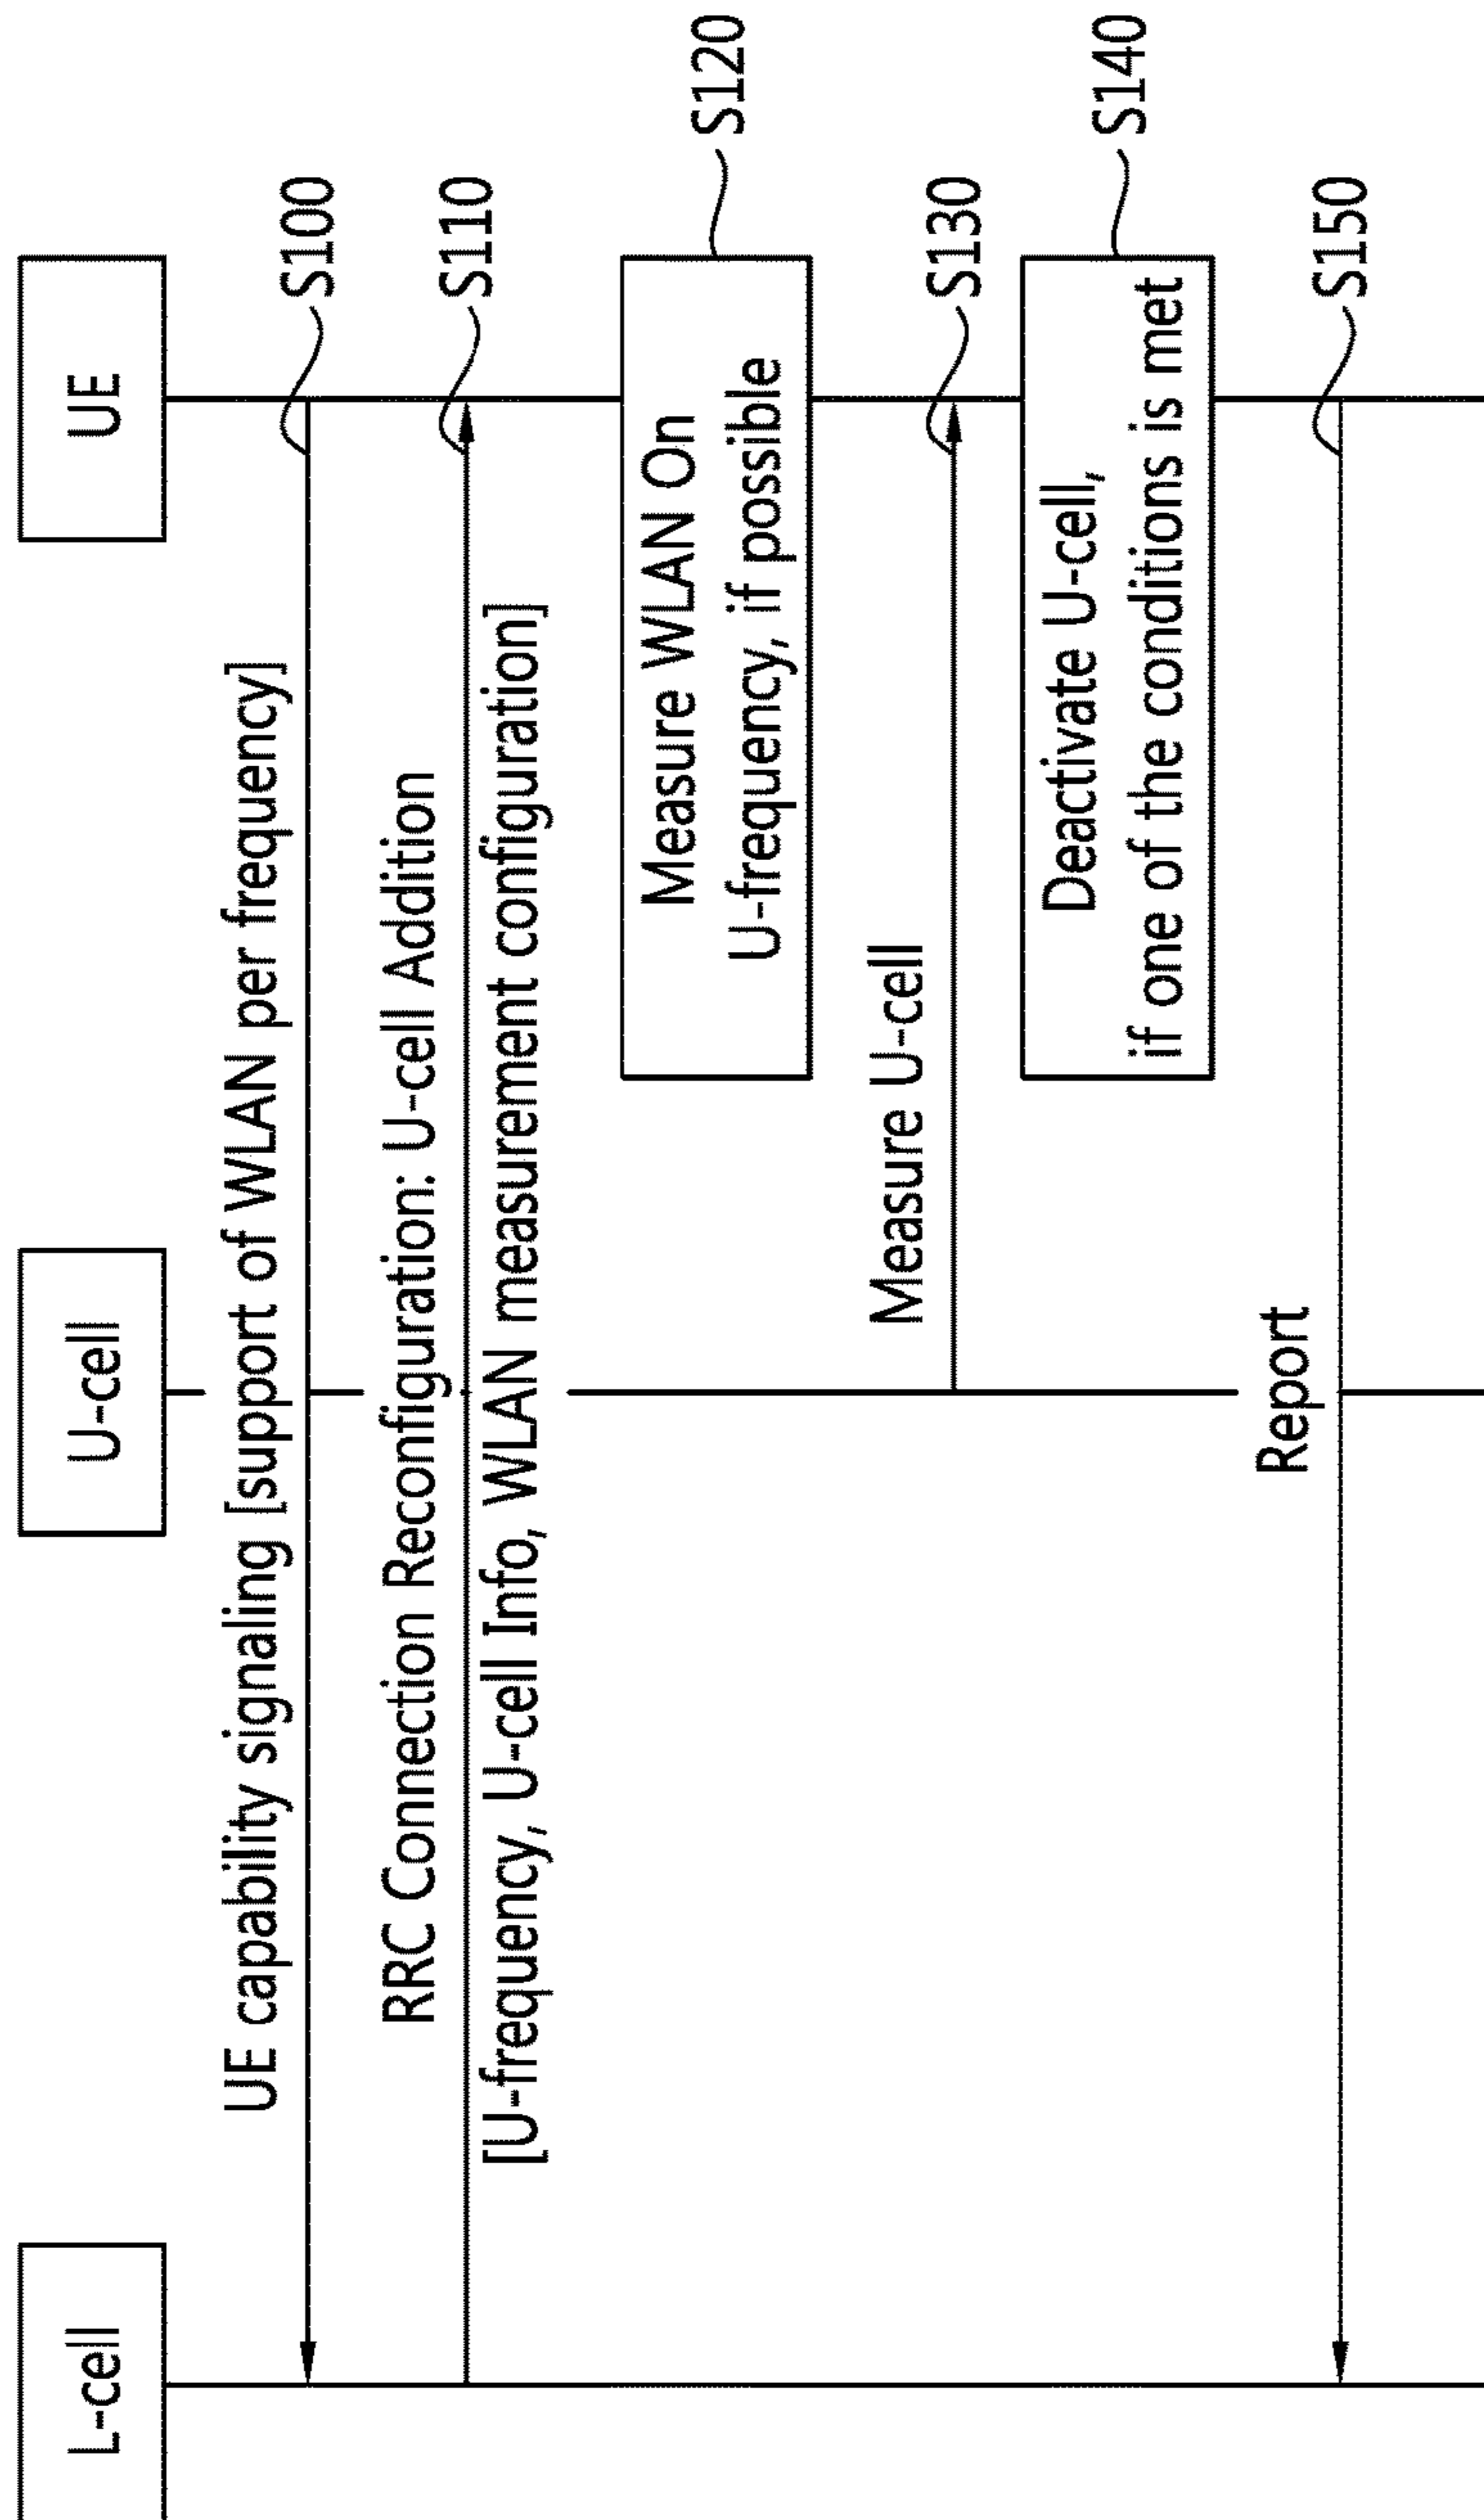 L-cell
U-cell
UE
UE capability signaling [support of WLAN per frequency]
S100
RRC Connection Reconfiguration: U-cell Addition
S110
[U-frequency, U-cell Info, WLAN measurement configuration]
Measure WLAN On
U-frequency, if possible
S120
Measure U-cell
S130
Deactivate U-cell,
if one of the conditions is met
S140
Report
S150